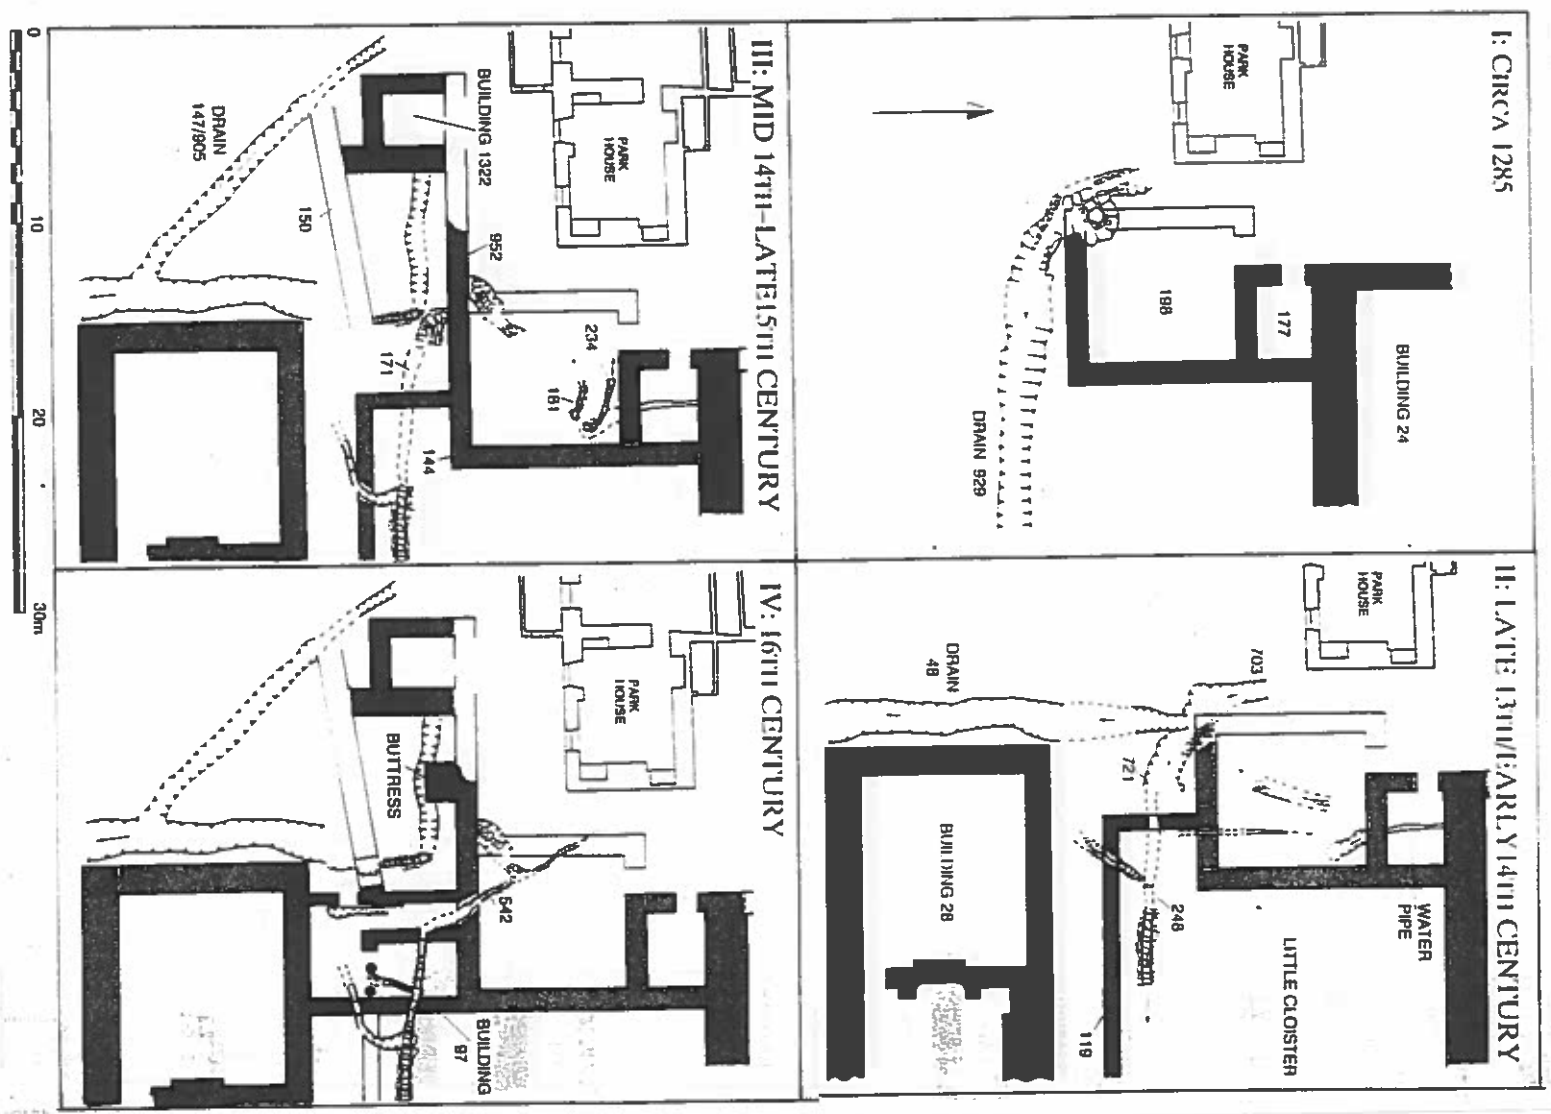 I: CIRCA 1285
PARK
HOUSE
198
177
BUILDING 24
DRAIN 929
II: LATE 13TH/EARLY 14TH CENTURY
PARK
HOUSE
703
DRAIN
48
721
BUILDING 28
248
WATER
PIPE
LITTLE CLOISTER
119
III: MID 14TH-LATE 15TH CENTURY
PARK
HOUSE
BUILDING 1322
DRAIN
147/905
150
952
234
181
171
144
IV: 16TH CENTURY
PARK
HOUSE
BUTTRESS
542
BUILDING
97
0
10
20
30m